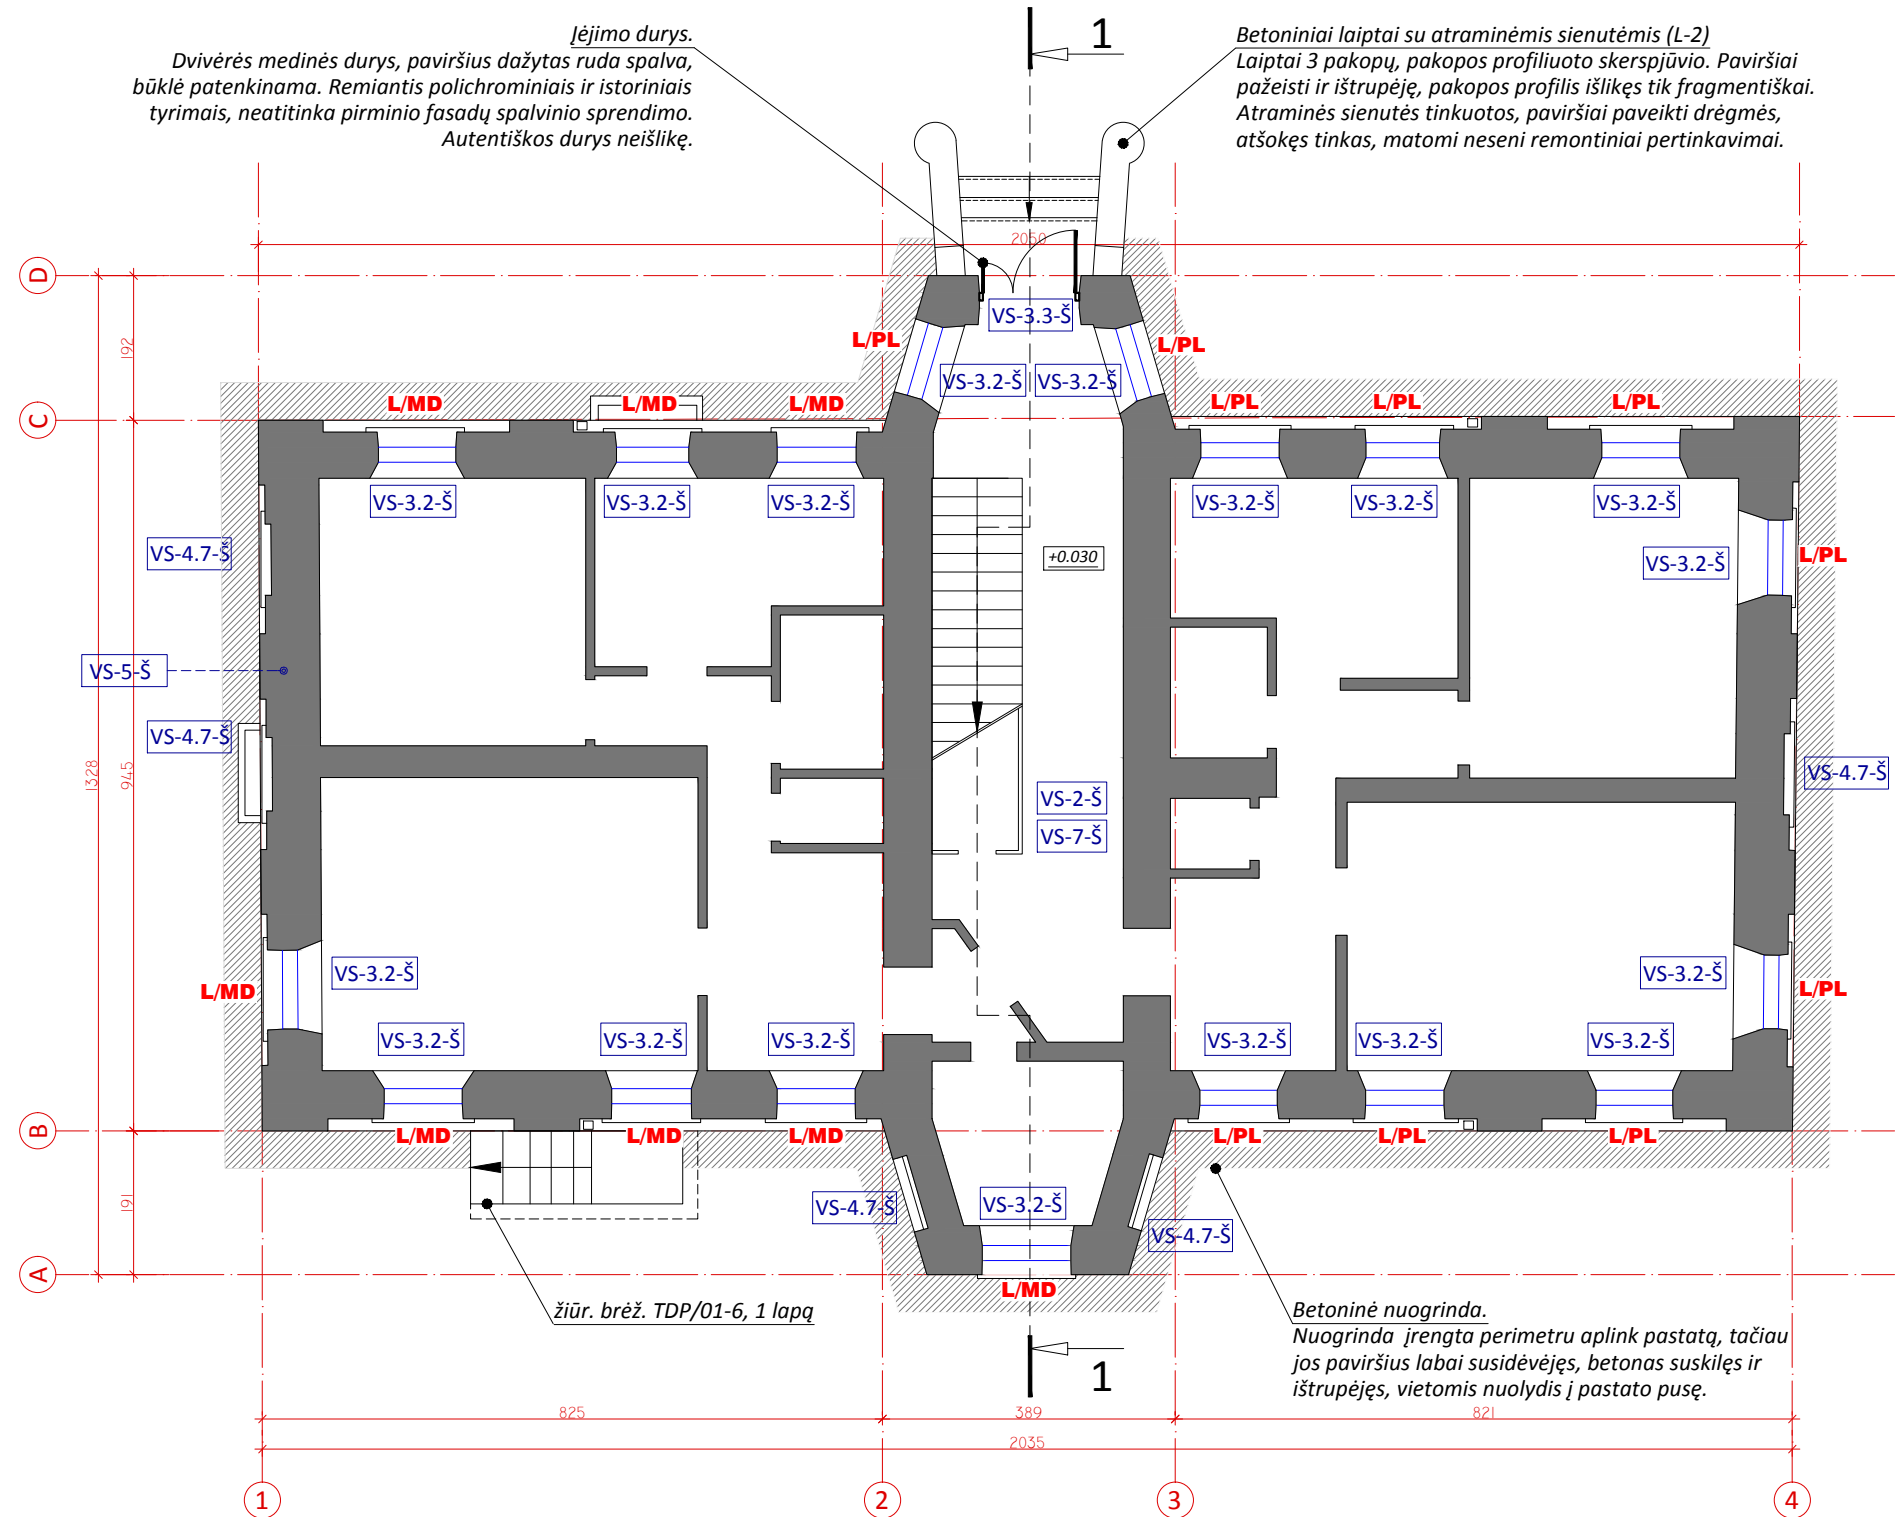 Įėjimo durys.
Dvivėrės medinės durys, paviršius dažytas ruda spalva,
būklė patenkinama. Remiantis polichrominiais ir istoriniais
tyrimais, neatitinka pirminio fasadų spalvinio sprendimo.
Autentiškos durys neišlikę.
1
Betoniniai laiptai su atraminėmis sienutėmis (L-2)
Laiptai 3 pakopų, pakopos profiliuoto skerspjūvio. Paviršiai
pažeisti ir ištrupėję, pakopos profilis išlikęs tik fragmentiškai.
Atraminės sienutės tinkuotos, paviršiai paveikti drėgmės,
atšokęs tinkas, matomi neseni remontiniai pertinkavimai.
2050
D
VS-3.3-Š
192
L/PL
L/PL
VS-3.2-Š
VS-3.2-Š
C
L/MD
L/MD
L/MD
L/PL
L/PL
L/PL
VS-3.2-Š
VS-3.2-Š
VS-3.2-Š
VS-3.2-Š
VS-3.2-Š
VS-3.2-Š
VS-4.7-Š
+0.030
VS-3.2-Š
L/PL
VS-5-Š
VS-4.7-Š
1328
945
VS-2-Š
VS-7-Š
VS-4.7-Š
L/MD
VS-3.2-Š
VS-3.2-Š
L/PL
VS-3.2-Š
VS-3.2-Š
VS-3.2-Š
VS-3.2-Š
VS-3.2-Š
VS-3.2-Š
B
L/MD
L/MD
L/MD
L/PL
L/PL
L/PL
191
VS-4.7-Š
VS-3.2-Š
VS-4.7-Š
A
L/MD
žiūr. brėž. TDP/01-6, 1 lapą
Betoninė nuogrinda.
Nuogrinda įrengta perimetru aplink pastatą, tačiau
jos paviršius labai susidėvėjęs, betonas suskilęs ir
ištrupėjęs, vietomis nuolydis į pastato pusę.
1
825
389
821
2035
1
2
3
4